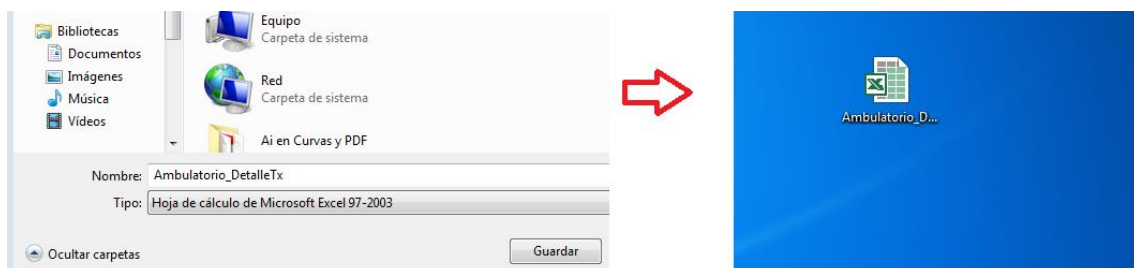 Bibliotecas
Documentos
Imágenes
Música
Vídeos
Equipo
Carpeta de sistema
Red
Carpeta de sistema
Ai en Curvas y PDF
Nombre: Ambulatorio_DetalleTx
Tipo: Hoja de cálculo de Microsoft Excel 97-2003
Ocultar carpetas
Guardar
Ambulatorio_D...